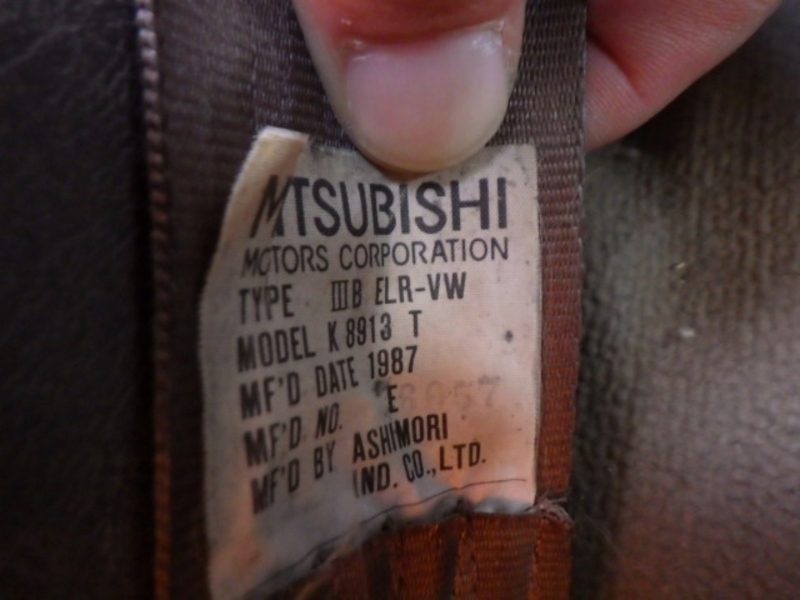 MITSUBISHI
MOTORS CORPORATION
TYPE IIIB ELR-VW
MODEL K8913 T
MF'D DATE 1987
MF'D NO. E
MF'D BY ASHIMORI
IND. CO., LTD.